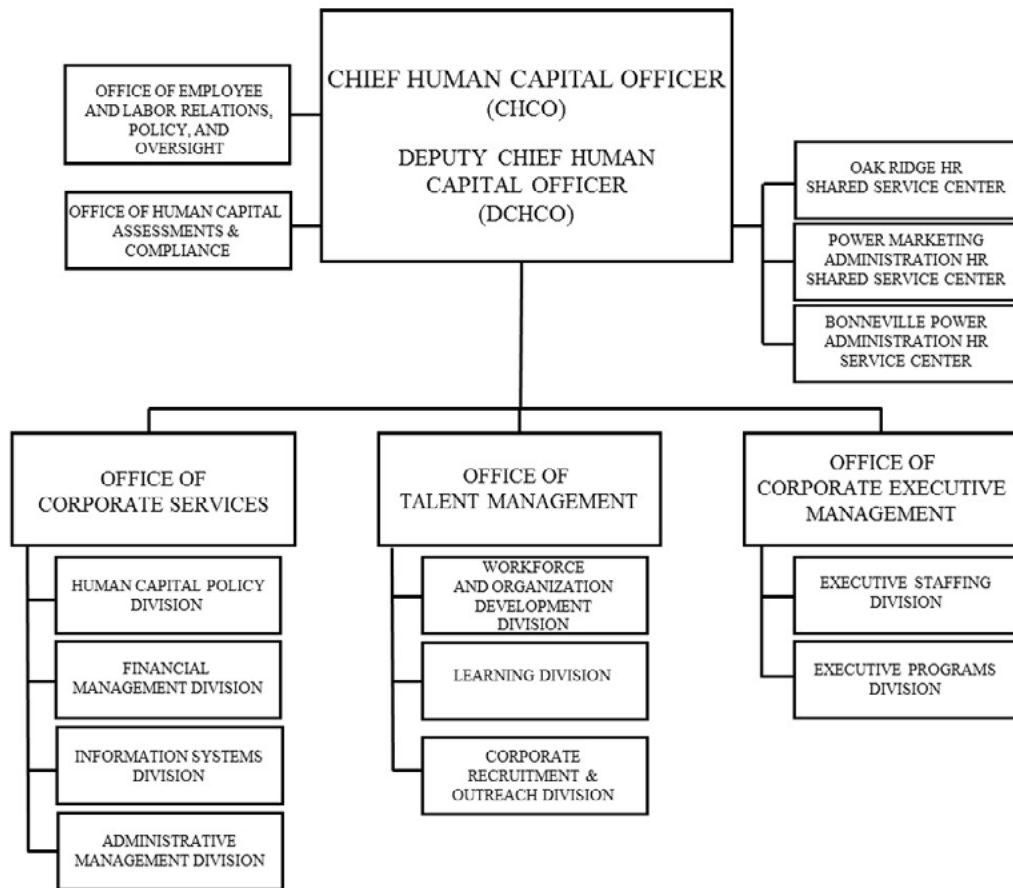 CHIEF HUMAN CAPITAL OFFICER
(CHCO)
DEPUTY CHIEF HUMAN
CAPITAL OFFICER
(DCHCO)
OFFICE OF EMPLOYEE
AND LABOR RELATIONS,
POLICY, AND
OVERSIGHT
OFFICE OF HUMAN CAPITAL
ASSESSMENTS &
COMPLIANCE
OAK RIDGE HR
SHARED SERVICE CENTER
POWER MARKETING
ADMINISTRATION HR
SHARED SERVICE CENTER
BONNEVILLE POWER
ADMINISTRATION HR
SERVICE CENTER
OFFICE OF
CORPORATE SERVICES
HUMAN CAPITAL POLICY
DIVISION
FINANCIAL
MANAGEMENT DIVISION
INFORMATION SYSTEMS
DIVISION
ADMINISTRATIVE
MANAGEMENT DIVISION
OFFICE OF
TALENT MANAGEMENT
WORKFORCE
AND ORGANIZATION
DEVELOPMENT
DIVISION
LEARNING DIVISION
CORPORATE
RECRUITMENT &
OUTREACH DIVISION
OFFICE OF
CORPORATE EXECUTIVE
MANAGEMENT
EXECUTIVE STAFFING
DIVISION
EXECUTIVE PROGRAMS
DIVISION